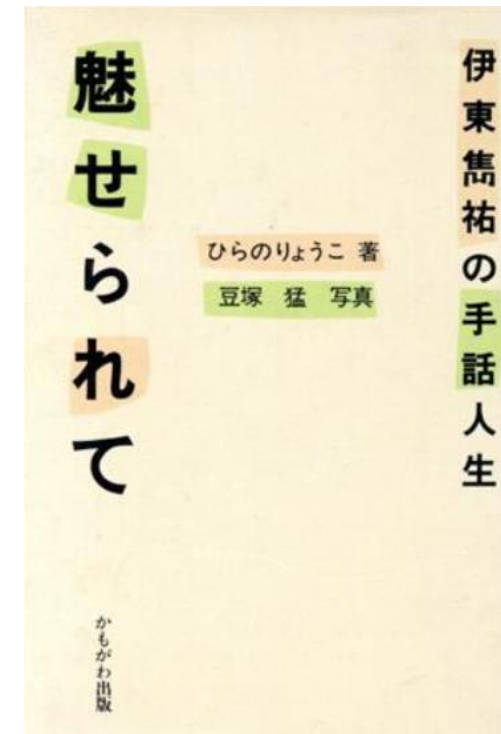 伊東雋祐の手話人生
ひらのりょうこ 著
豆塚 猛 写真
魅せられて
かもがわ出版